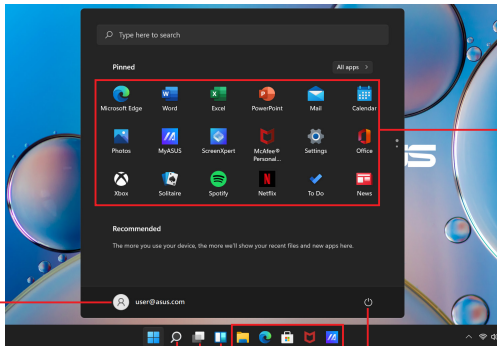 Type here to search
Pinned
All apps >
Microsoft Edge
Word
Excel
PowerPoint
Mail
Calendar
Photos
MyASUS
ScreenXpert
McAfee®
Personal...
Settings
Office
Xbox
Solitaire
Spotify
Netflix
To Do
News
Recommended
The more you use your device, the more we'll show your recent files and new apps here.
user@asus.com